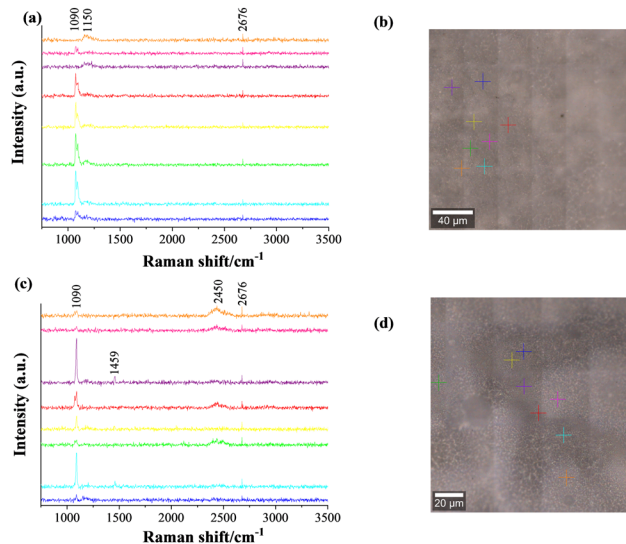 (a)
1090
1150
2676
Intensity (a.u.)
1000 1500 2000 2500 3000 3500
Raman shift/cm⁻¹
(b)
40 µm
(c)
1090
1459
2450
2676
Intensity (a.u.)
1000 1500 2000 2500 3000 3500
Raman shift/cm⁻¹
(d)
20 µm